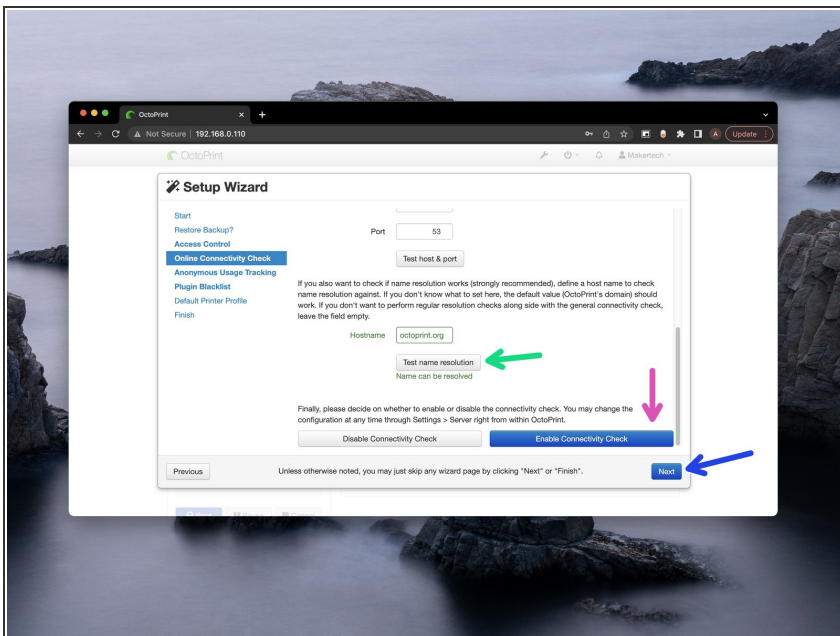 OctoPrint
Not Secure | 192.168.0.110
A
Update
OctoPrint
Makertech
Setup Wizard
Start
Restore Backup?
Access Control
Online Connectivity Check
Anonymous Usage Tracking
Plugin Blacklist
Default Printer Profile
Finish
Port
53
Test host & port
If you also want to check if name resolution works (strongly recommended), define a host name to check
name resolution against. If you don't know what to set here, the default value (OctoPrint's domain) should
work. If you don't want to perform regular resolution checks along side with the general connectivity check,
leave the field empty.
Hostname
octoprint.org
Test name resolution
Name can be resolved
Finally, please decide on whether to enable or disable the connectivity check. You may change the
configuration at any time through Settings > Server right from within OctoPrint.
Disable Connectivity Check
Enable Connectivity Check
Previous
Unless otherwise noted, you may just skip any wizard page by clicking "Next" or "Finish".
Next